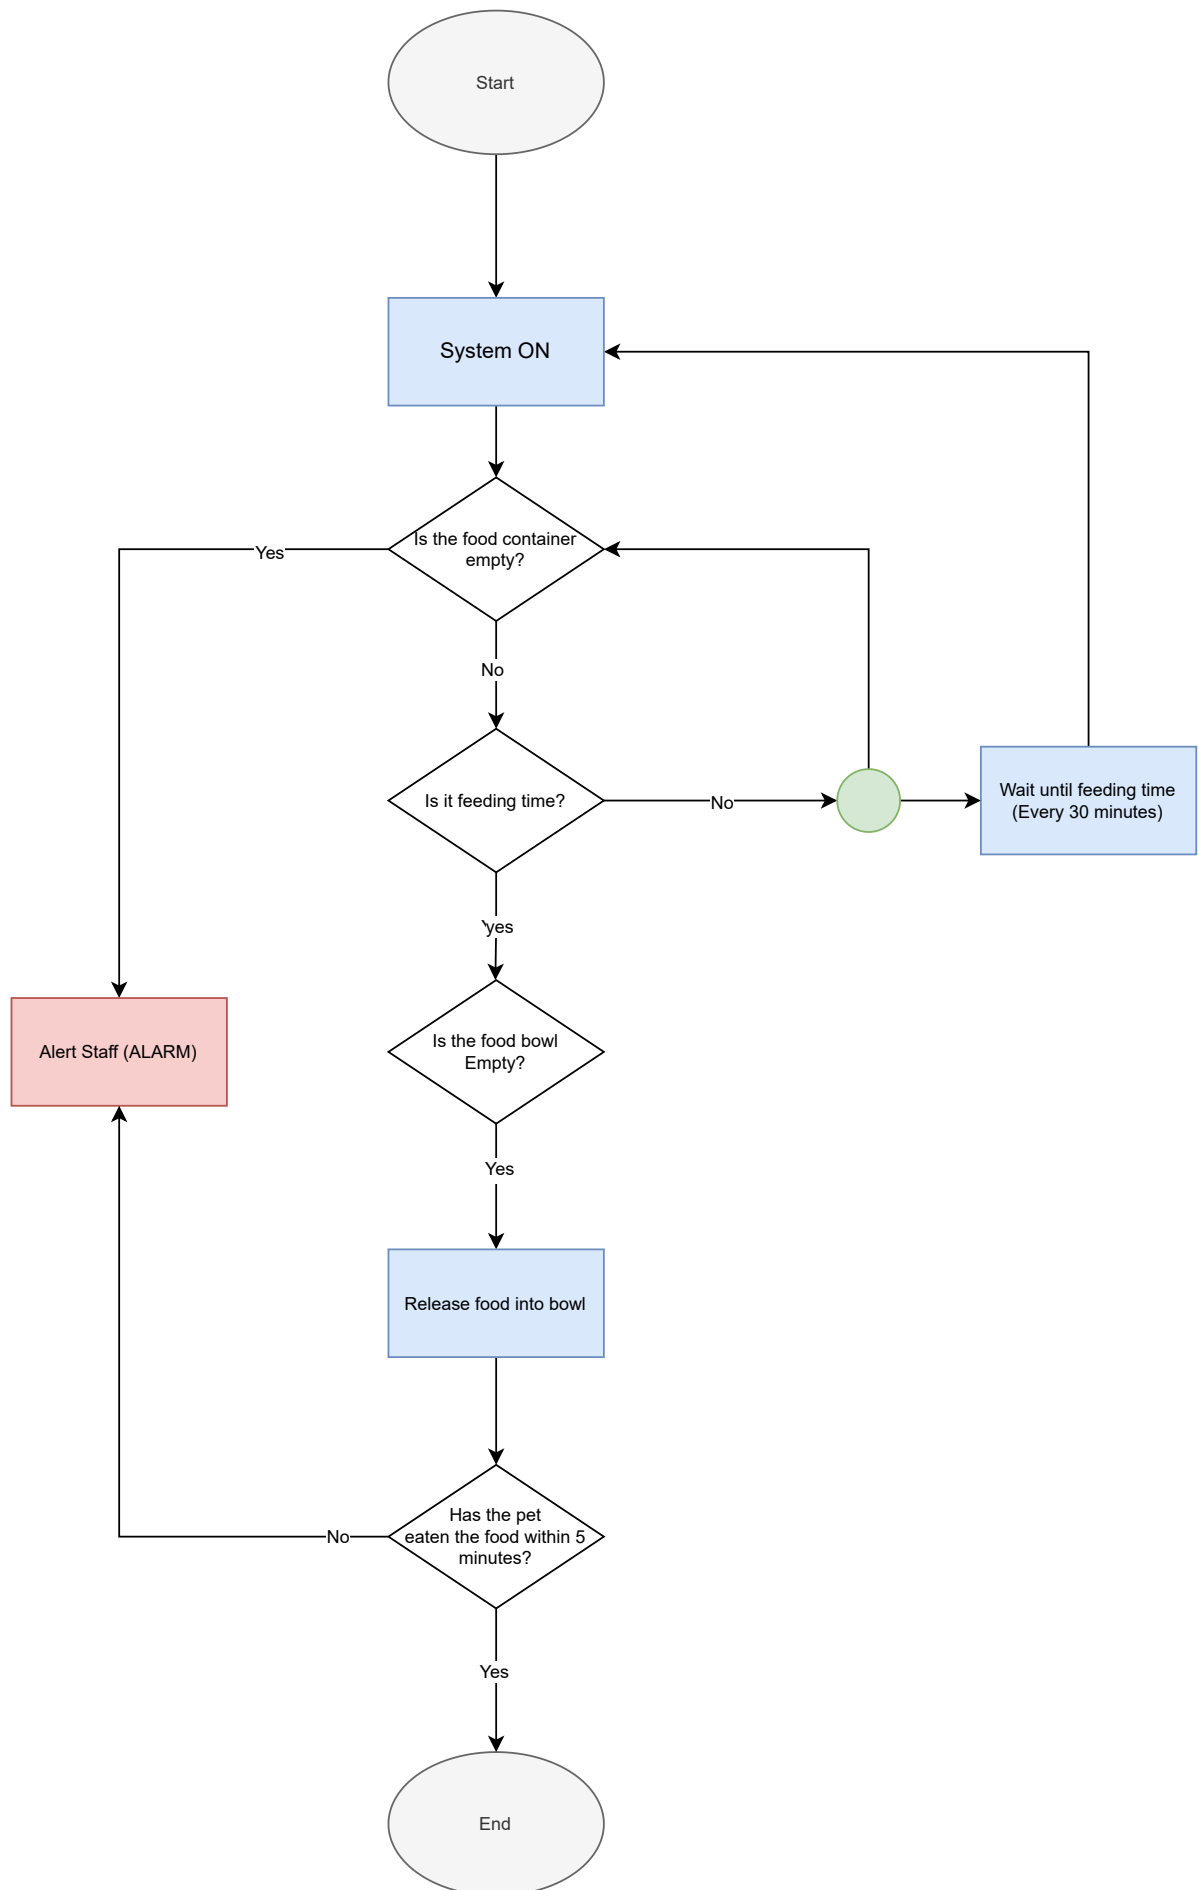 Start
System ON
Is the food container
empty?
Yes
No
Is it feeding time?
No
Wait until feeding time
(Every 30 minutes)
yes
Alert Staff (ALARM)
Is the food bowl
Empty?
Yes
Release food into bowl
Has the pet
eaten the food within 5
minutes?
No
Yes
End